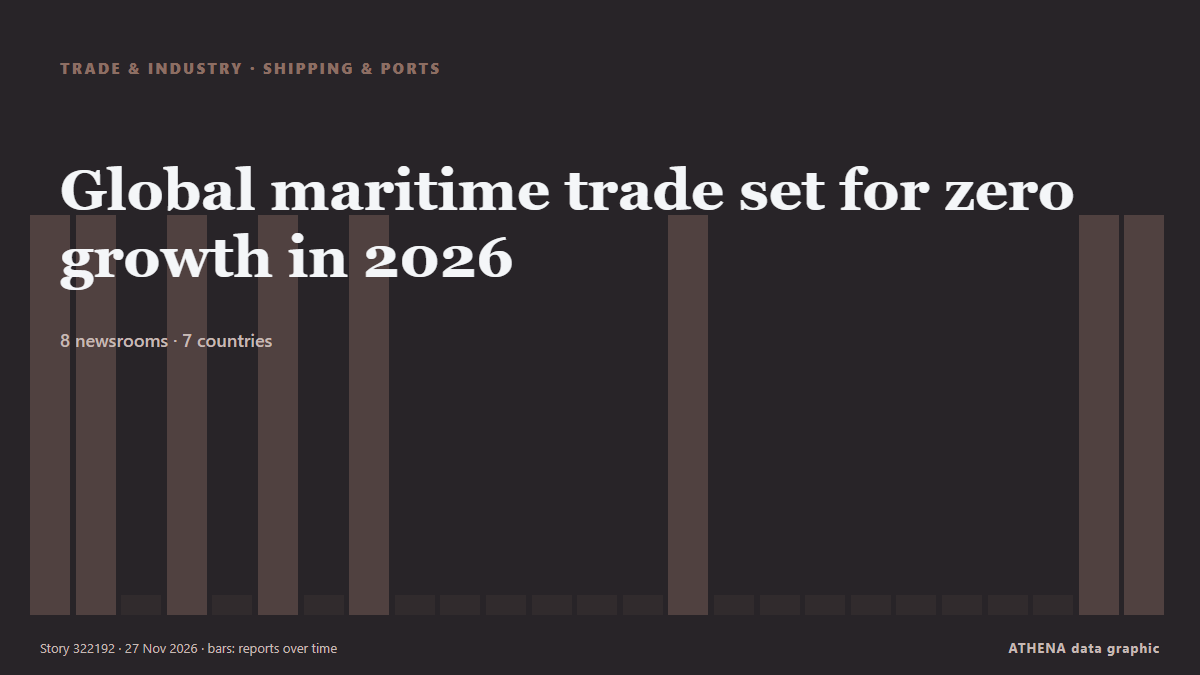 TRADE & INDUSTRY · SHIPPING & PORTS
Global maritime trade set for zero
growth in 2026
8 newsrooms · 7 countries
Story 322192 · 27 Nov 2026 · bars: reports over time
ATHENA data graphic